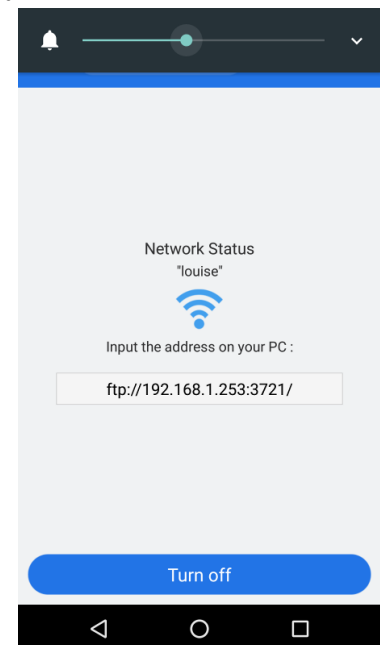 Network Status
"louise"
Input the address on your PC :
ftp://192.168.1.253:3721/
Turn off